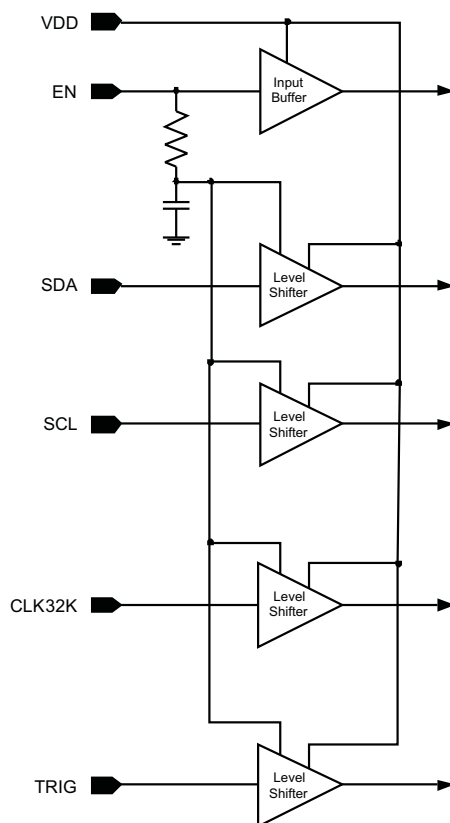 VDD
EN
Input
Buffer
SDA
Level
Shifter
SCL
Level
Shifter
CLK32K
Level
Shifter
TRIG
Level
Shifter